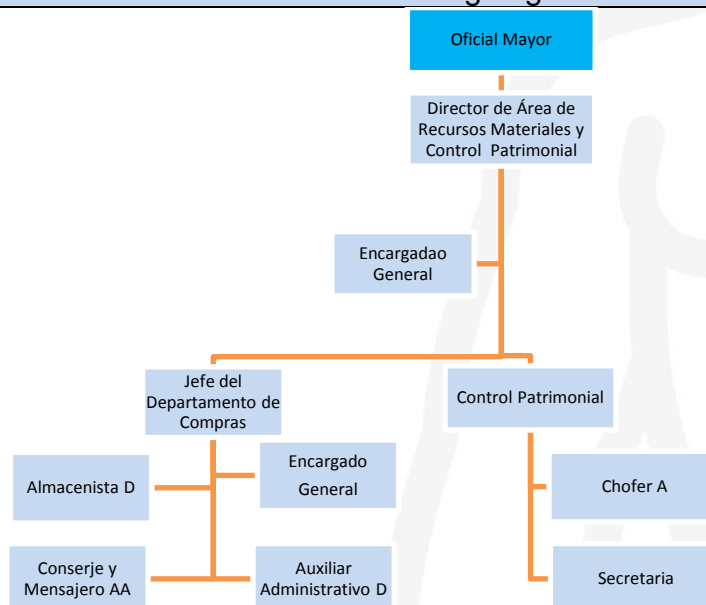 Oficial Mayor
Director de Área de
Recursos Materiales y
Control Patrimonial
Encargadao
General
Jefe del
Departamento de
Compras
Control Patrimonial
Almacenista D
Encargado
General
Chofer A
Conserje y
Mensajero AA
Auxiliar
Administrativo D
Secretaria